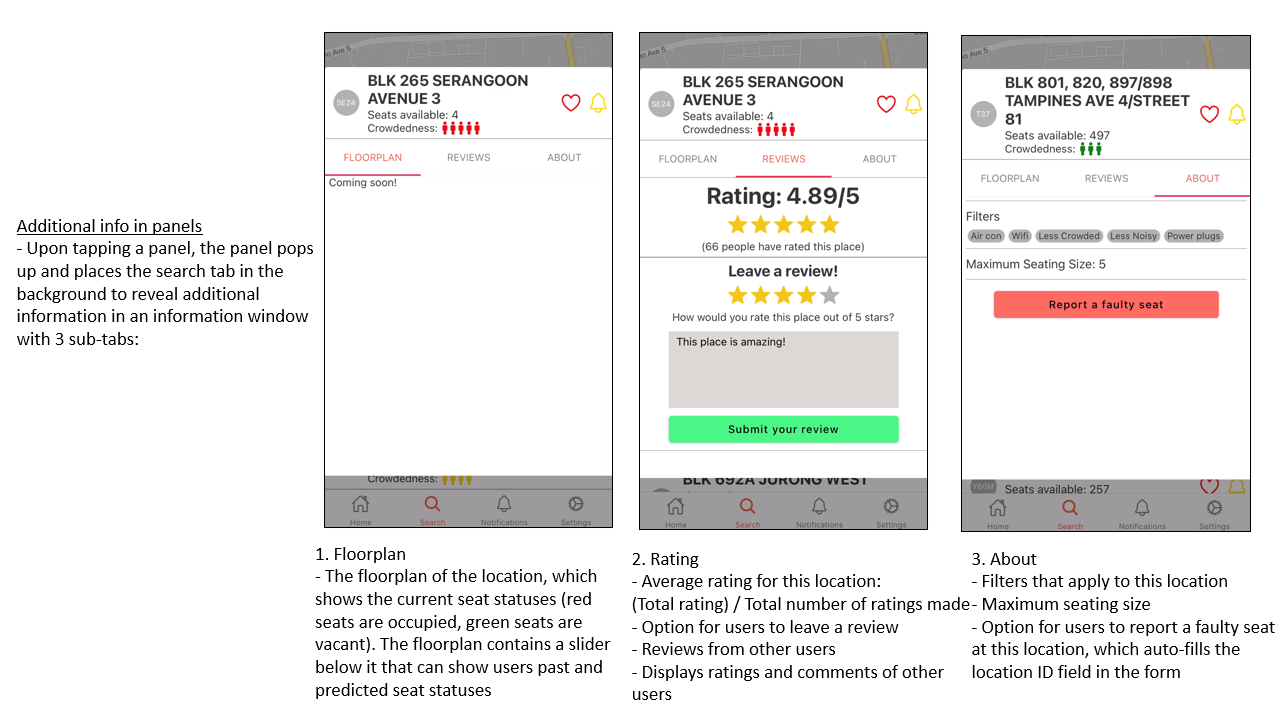 Additional info in panels
- Upon tapping a panel, the panel pops
up and places the search tab in the
background to reveal additional
information in an information window
with 3 sub-tabs:
o Ave 5
SE24
BLK 265 SERANGOON
AVENUE 3
Seats available: 4
Crowdedness:
FLOORPLAN REVIEWS ABOUT
Coming soon!
Crowdedness:
Home Search Notifications Settings
1. Floorplan
- The floorplan of the location, which
shows the current seat statuses (red
seats are occupied, green seats are
vacant). The floorplan contains a slider
below it that can show users past and
predicted seat statuses
o Ave 5
SE24
BLK 265 SERANGOON
AVENUE 3
Seats available: 4
Crowdedness:
FLOORPLAN REVIEWS ABOUT
Rating: 4.89/5
(66 people have rated this place)
Leave a review!
How would you rate this place out of 5 stars?
This place is amazing!
Submit your review
BLK 692A JURONG WEST
Home Search Notifications Settings
2. Rating
- Average rating for this location:
(Total rating) / Total number of ratings made
- Option for users to leave a review
- Reviews from other users
- Displays ratings and comments of other
users
o Ave 5
T37
BLK 801, 820, 897/898
TAMPINES AVE 4/STREET
81
Seats available: 497
Crowdedness:
FLOORPLAN REVIEWS ABOUT
Filters
Air con Wifi Less Crowded Less Noisy Power plugs
Maximum Seating Size: 5
Report a faulty seat
Y60M
Seats available: 257
Home Search Notifications Settings
3. About
- Filters that apply to this location
- Maximum seating size
- Option for users to report a faulty seat
at this location, which auto-fills the
location ID field in the form